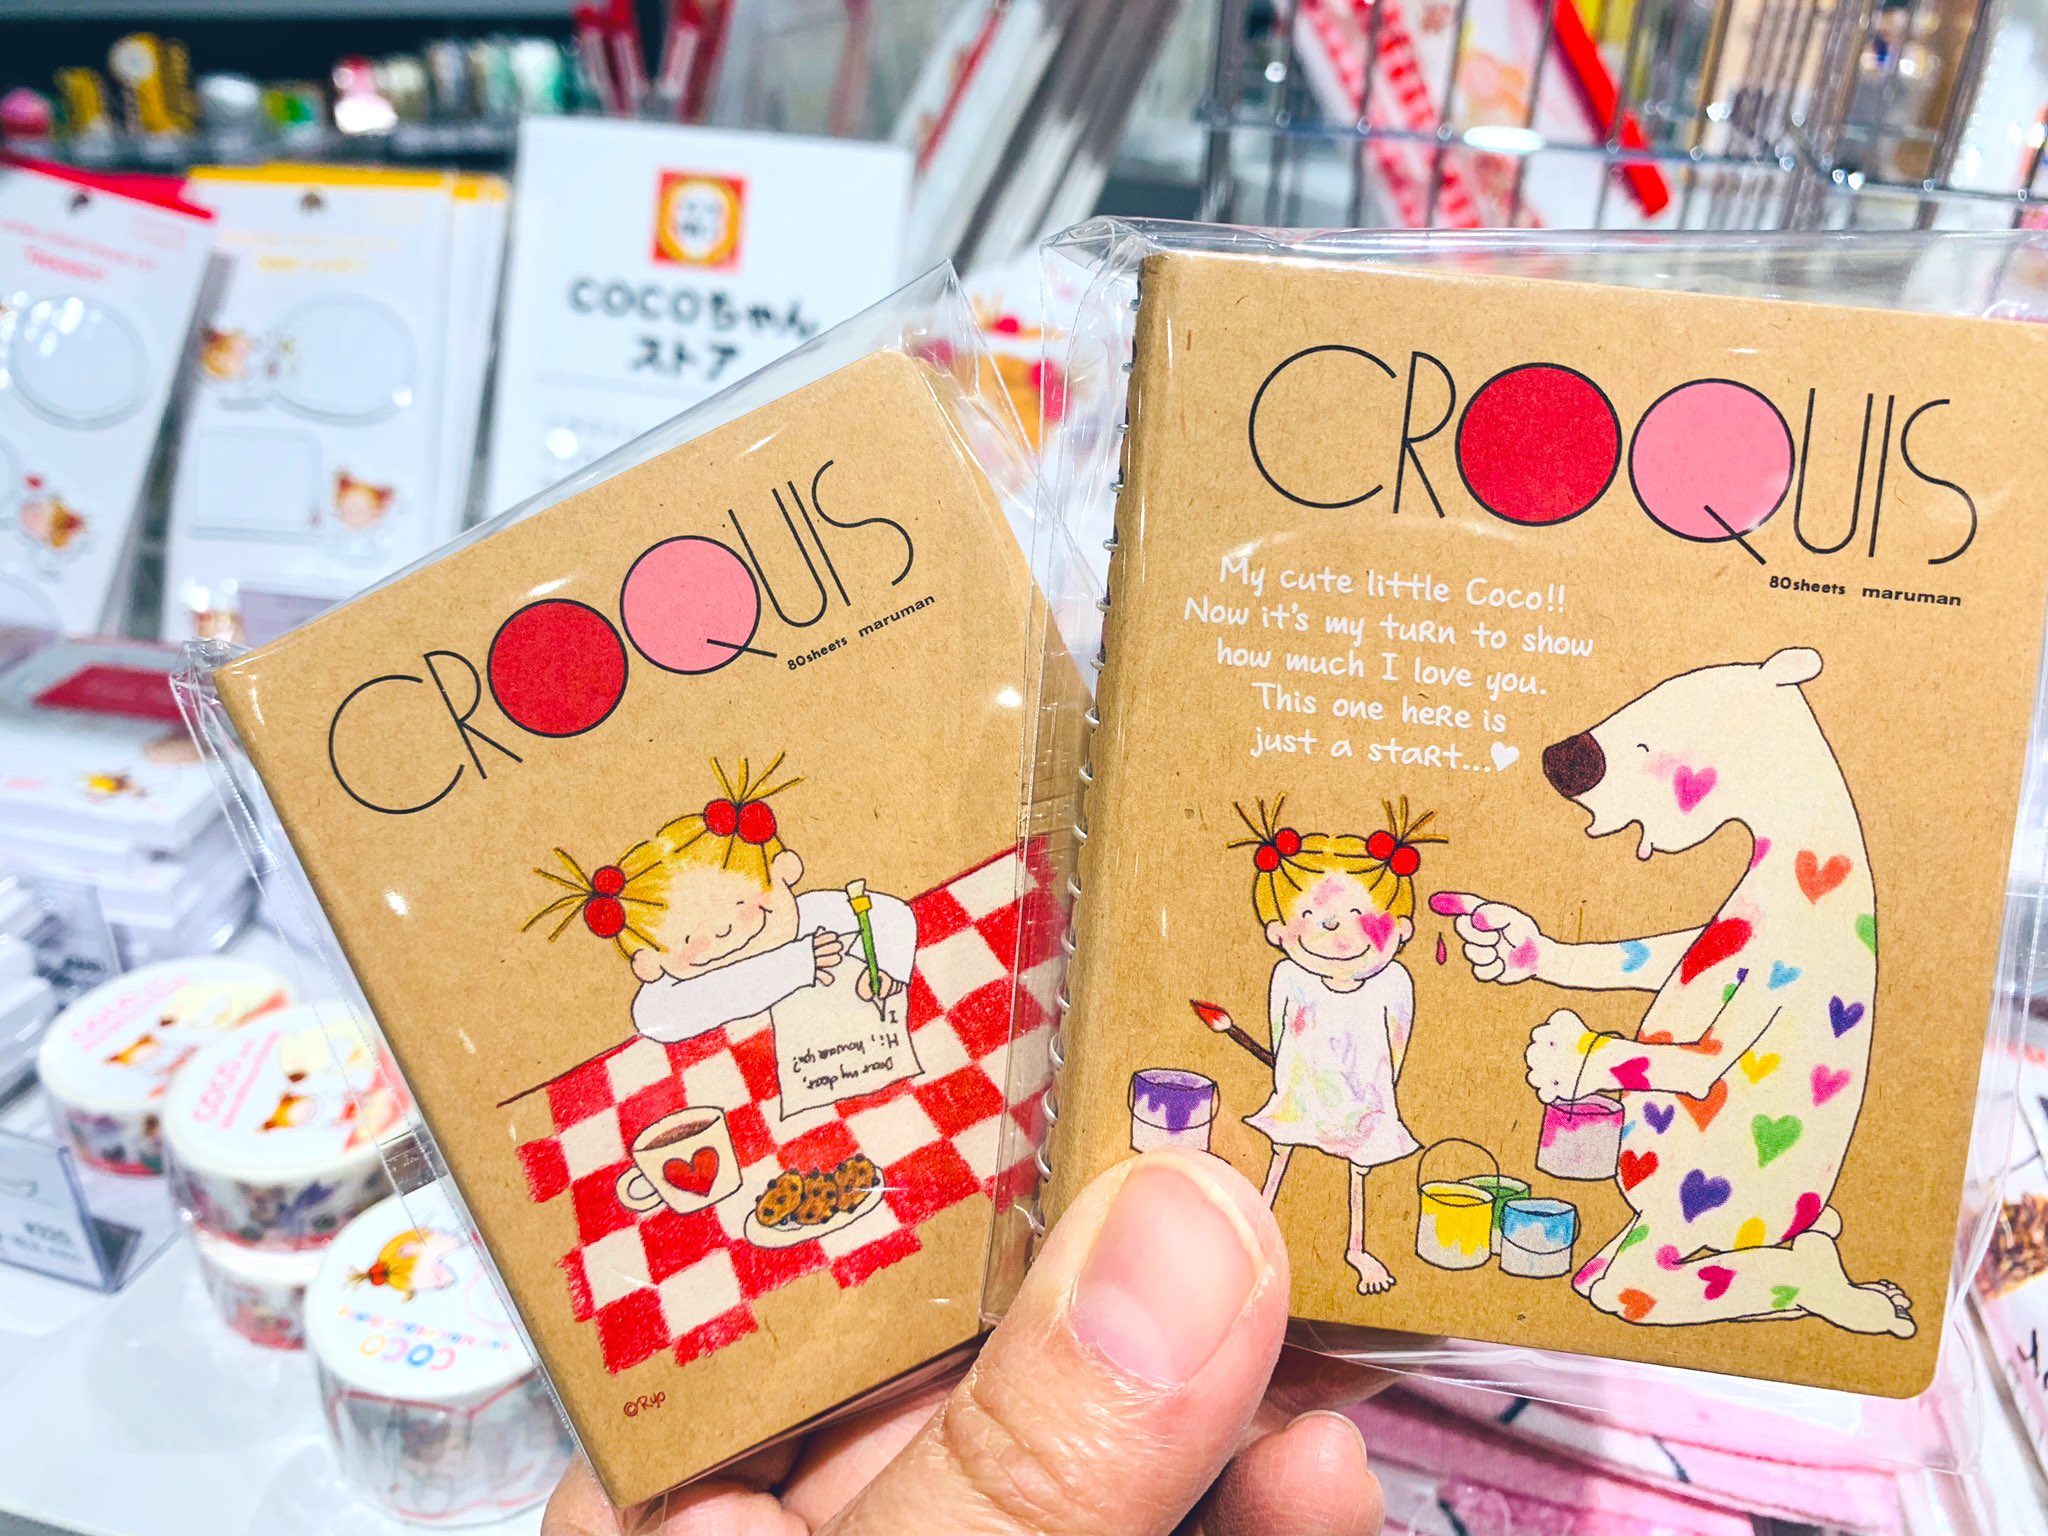 COCOちゃん
ストア
CROQUIS
80sheets maruman
Dear my dear,
Hi, how are you?
I
©Ryo
CROQUIS
80sheets maruman
My cute little Coco!!
Now it's my turn to show
how much I love you.
This one here is
just a start...♥
COCO
COCO